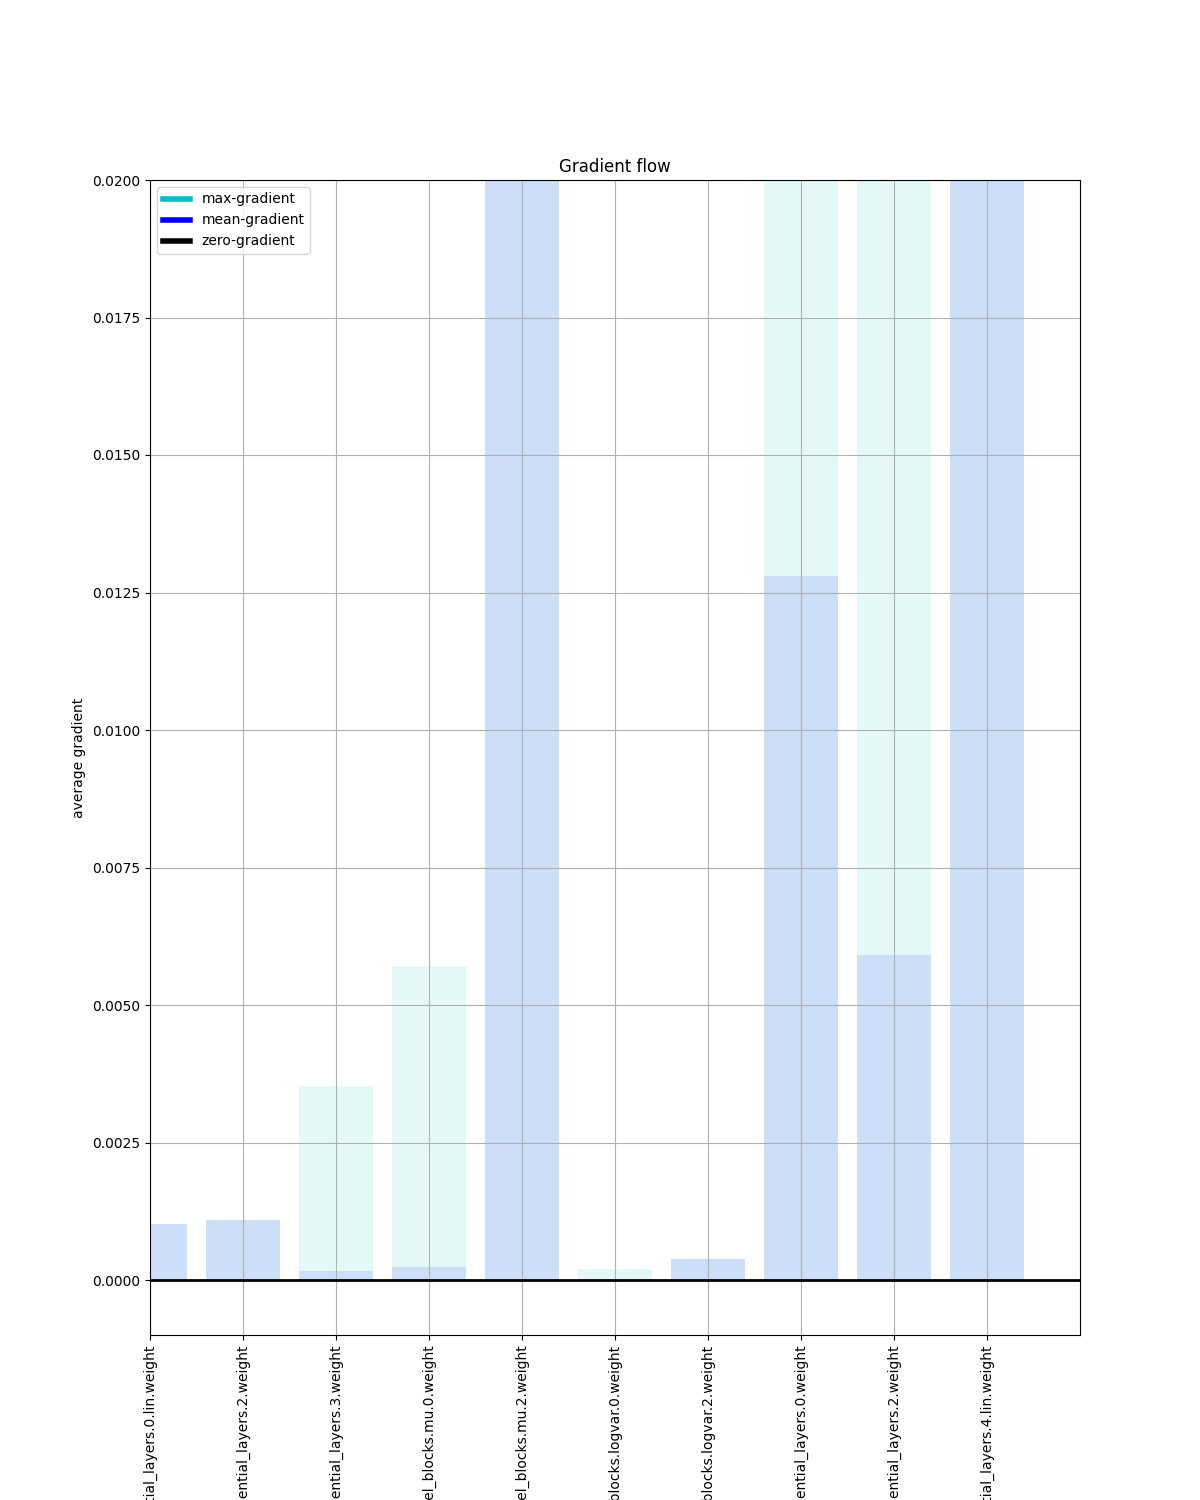 Gradient flow
max-gradient
mean-gradient
zero-gradient
0.0200
0.0175
0.0150
0.0125
0.0100
0.0075
0.0050
0.0025
0.0000
average gradient
tial_layers.0.lin.weight
ential_layers.2.weight
ential_layers.3.weight
el_blocks.mu.0.weight
el_blocks.mu.2.weight
blocks.logvar.0.weight
blocks.logvar.2.weight
ential_layers.0.weight
ential_layers.2.weight
tial_layers.4.lin.weight